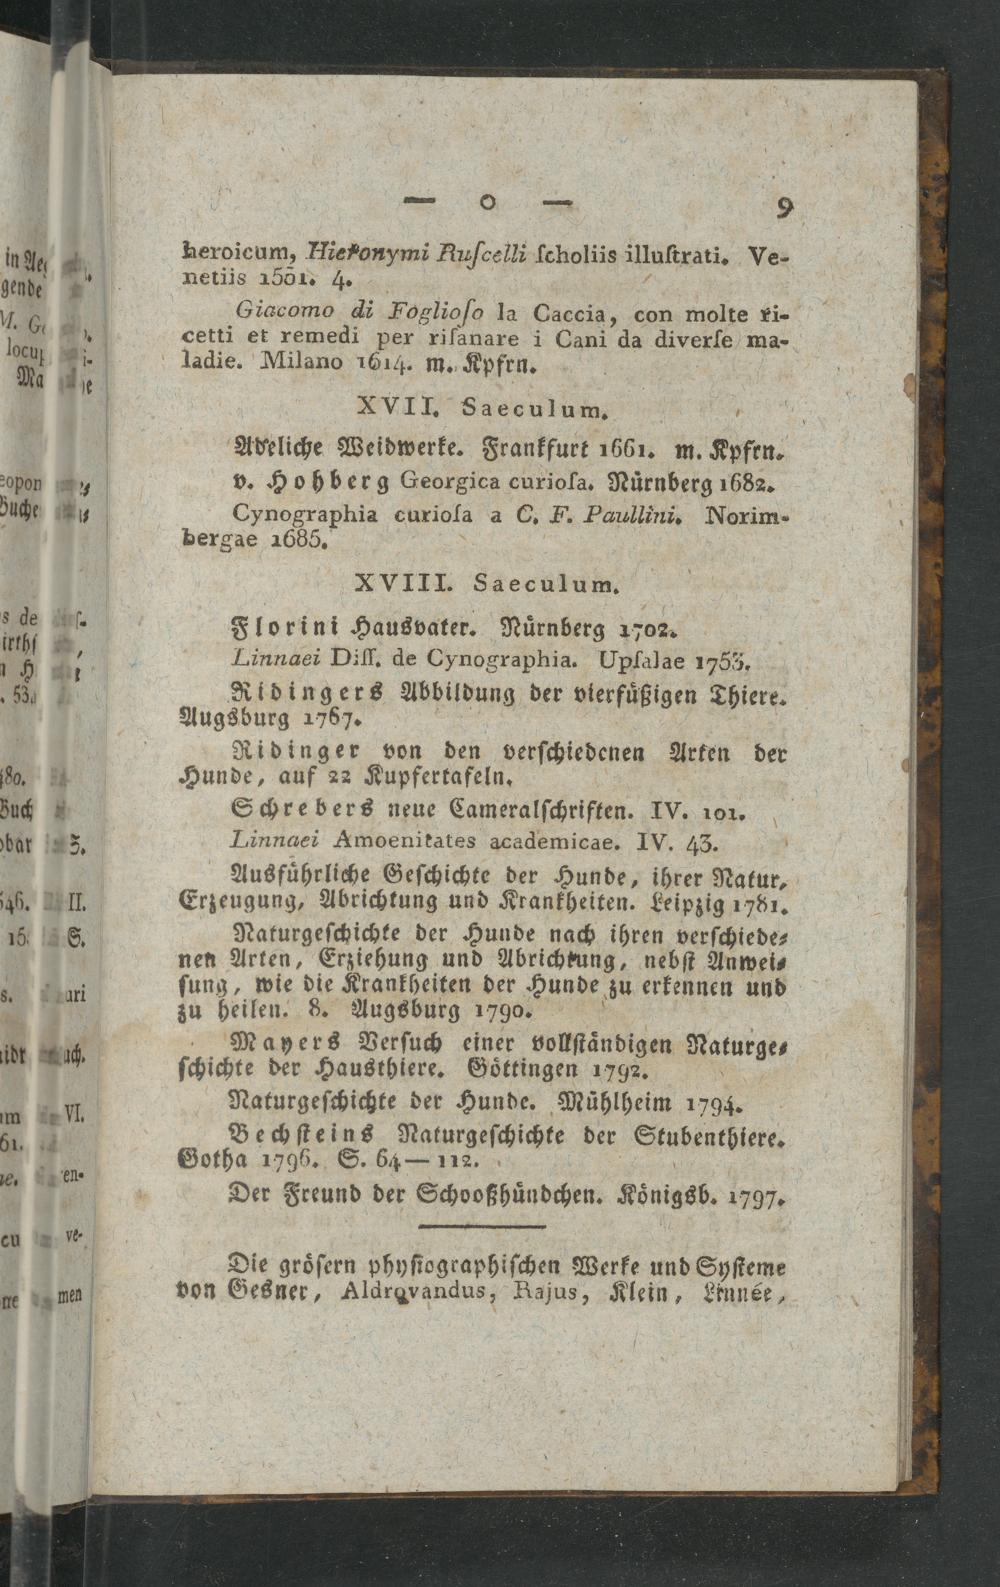 — o — 9
heroicum, Hieronymi Ruſcelli ſcholiis illuſtrati. Ve-
netiis 1551. 4.
Giacomo di Foglioſo la Caccia, con molte ri-
cetti et remedi per riſanare i Cani da diverſe ma-
ladie. Milano 1614. m. Kpfrn.
XVII. Saeculum.
Adeliche Weidwerke. Frankfurt 1661. m. Kpfrn.
v. Hohberg Georgica curioſa. Nürnberg 1682.
Cynographia curioſa a C. F. Paullini. Norim-
bergae 1685.
XVIII. Saeculum.
Florini Hausvater. Nürnberg 1702.
Linnaei Diſſ. de Cynographia. Upſalae 1753.
Ridingers Abbildung der vierfüßigen Thiere.
Augsburg 1767.
Ridinger von den verſchiedenen Arten der
Hunde, auf 22 Kupfertafeln.
Schrebers neue Cameralſchriften. IV. 101.
Linnaei Amoenitates academicae. IV. 43.
Ausführliche Geſchichte der Hunde, ihrer Natur,
Erzeugung, Abrichtung und Krankheiten. Leipzig 1781.
Naturgeſchichte der Hunde nach ihren verſchiede-
nen Arten, Erziehung und Abrichtung, nebſt Anwei-
ſung, wie die Krankheiten der Hunde zu erkennen und
zu heilen. 8. Augsburg 1790.
Mayers Verſuch einer vollſtändigen Naturge-
ſchichte der Hausthiere. Göttingen 1792.
Naturgeſchichte der Hunde. Mühlheim 1794.
Bechſteins Naturgeſchichte der Stubenthiere.
Gotha 1796. S. 64—112.
Der Freund der Schooßhündchen. Königsb. 1797.
Die gröſern phyſiographiſchen Werke und Syſteme
von Gesner, Aldrovandus, Rajus, Klein, Linnée,